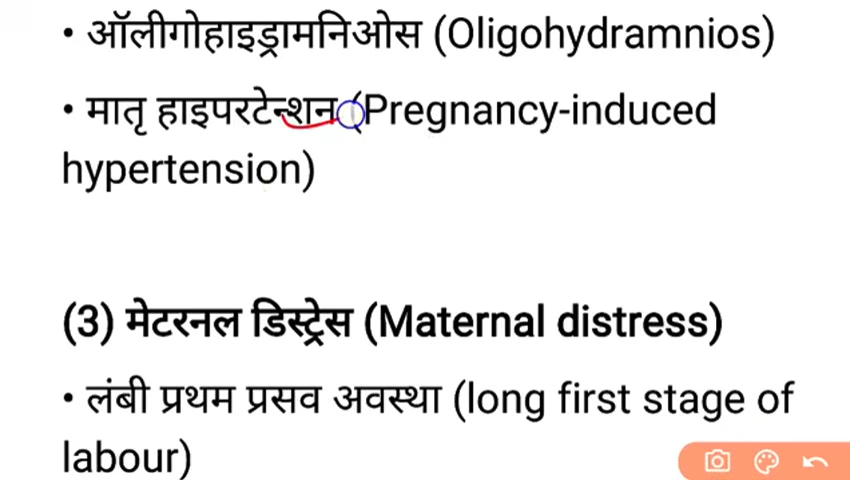 • ऑलीगोहाइड्रामनिओस (Oligohydramnios)
• मातृ हाइपरटेन्शन (Pregnancy-induced
hypertension)
(3) मेटरनल डिस्ट्रेस (Maternal distress)
• लंबी प्रथम प्रसव अवस्था (long first stage of
labour)